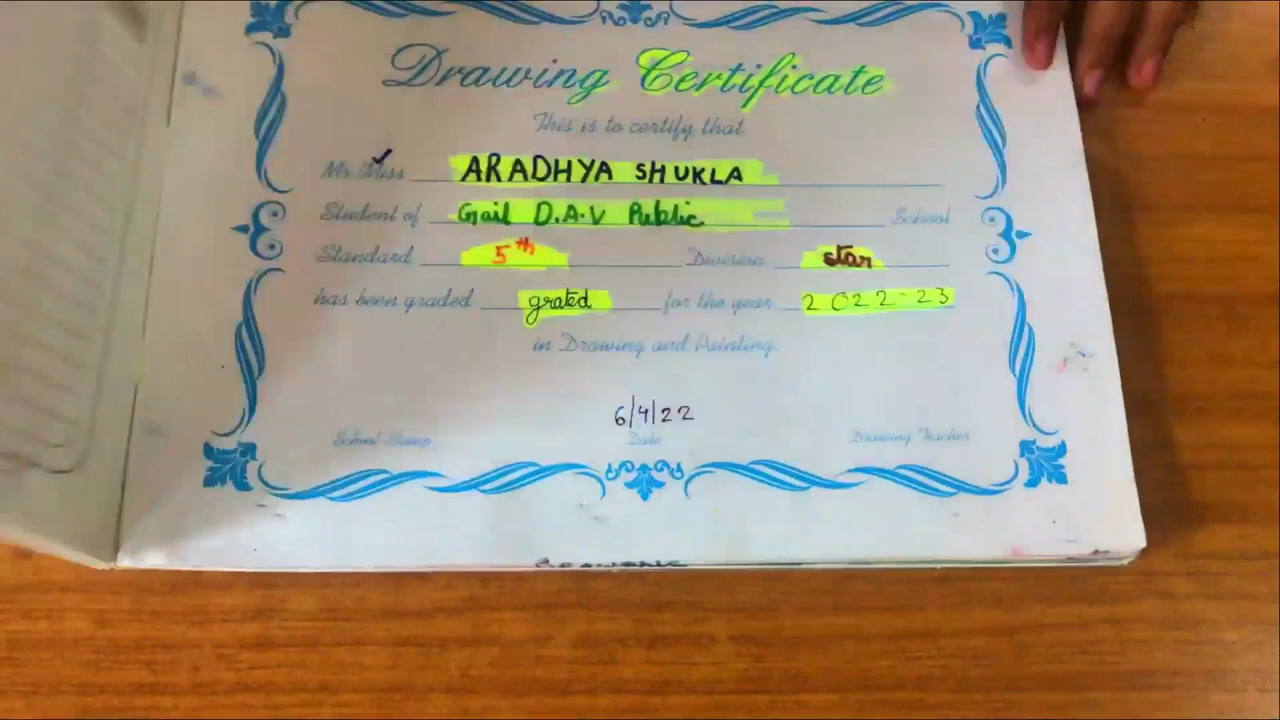 Drawing Certificate
This is to certify that
Mr./Miss ARADHYA SHUKLA
Student of Gail D.A.V Public School
Standard 5th Division star
has been graded grated for the year 2022-23
in Drawing and Painting.
6/4/22
School Stamp Date Drawing Teacher